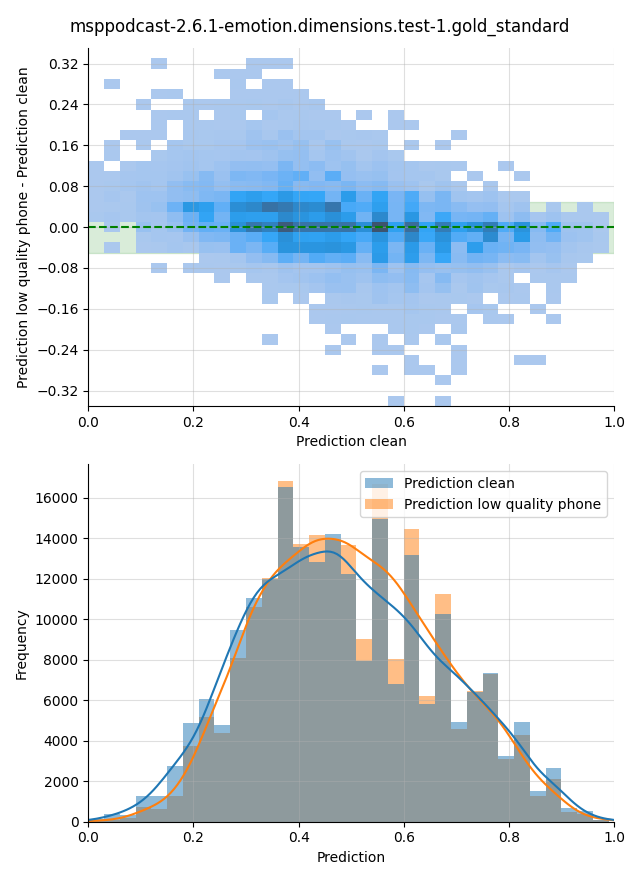 msppodcast-2.6.1-emotion.dimensions.test-1.gold_standard
Prediction low quality phone - Prediction clean
0.32
0.24
0.16
0.08
0.00
−0.08
−0.16
−0.24
−0.32
0.0 0.2 0.4 0.6 0.8 1.0
Prediction clean
Frequency
16000
14000
12000
10000
8000
6000
4000
2000
0
Prediction clean
Prediction low quality phone
0.0 0.2 0.4 0.6 0.8 1.0
Prediction